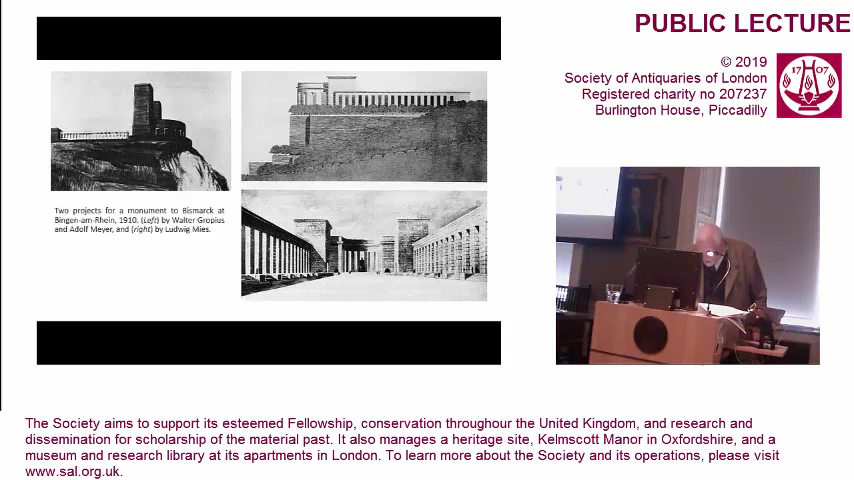 PUBLIC LECTURE
© 2019
Society of Antiquaries of London
Registered charity no 207237
Burlington House, Piccadilly
1707
Two projects for a monument to Bismarck at
Bingen-am-Rhein, 1910. (Left) by Walter Gropius
and Adolf Meyer, and (right) by Ludwig Mies.
The Society aims to support its esteemed Fellowship, conservation throughour the United Kingdom, and research and
dissemination for scholarship of the material past. It also manages a heritage site, Kelmscott Manor in Oxfordshire, and a
museum and research library at its apartments in London. To learn more about the Society and its operations, please visit
www.sal.org.uk.